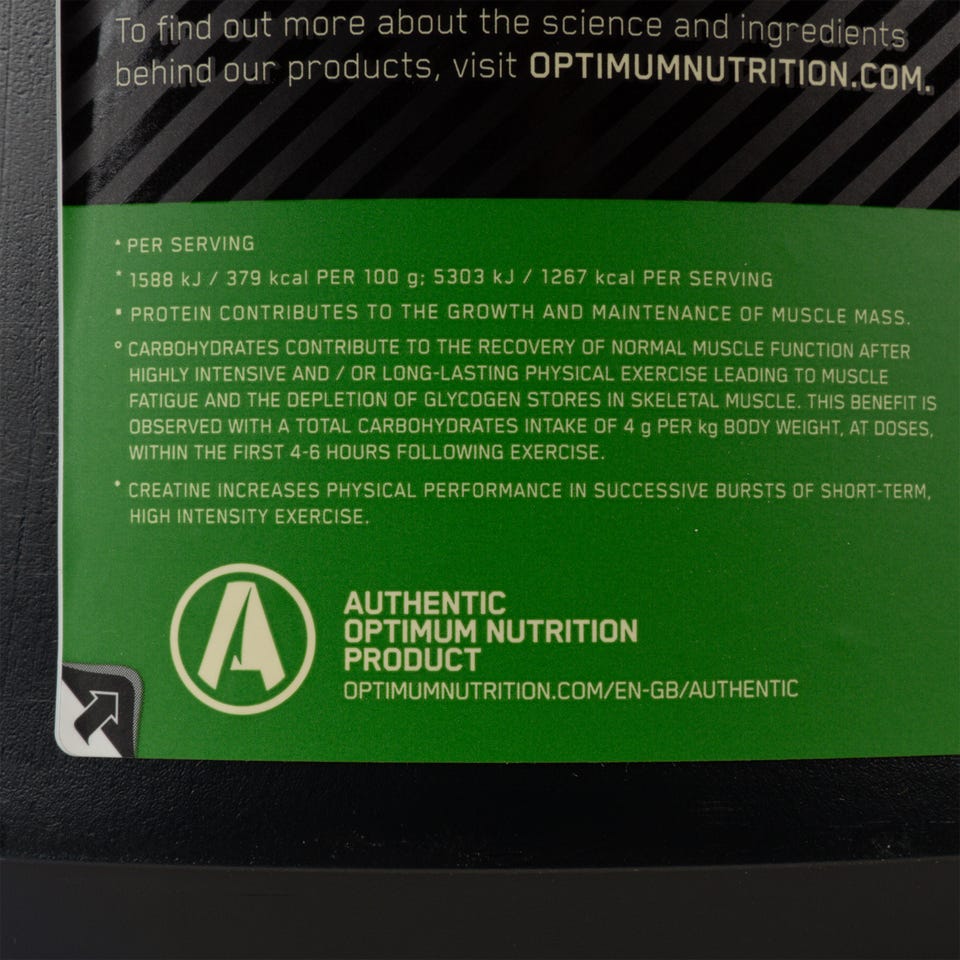 To find out more about the science and ingredients
behind our products, visit OPTIMUMNUTRITION.COM.
* PER SERVING
* 1588 kJ / 379 kcal PER 100 g; 5303 kJ / 1267 kcal PER SERVING
▪ PROTEIN CONTRIBUTES TO THE GROWTH AND MAINTENANCE OF MUSCLE MASS.
° CARBOHYDRATES CONTRIBUTE TO THE RECOVERY OF NORMAL MUSCLE FUNCTION AFTER
HIGHLY INTENSIVE AND / OR LONG-LASTING PHYSICAL EXERCISE LEADING TO MUSCLE
FATIGUE AND THE DEPLETION OF GLYCOGEN STORES IN SKELETAL MUSCLE. THIS BENEFIT IS
OBSERVED WITH A TOTAL CARBOHYDRATES INTAKE OF 4 g PER kg BODY WEIGHT, AT DOSES,
WITHIN THE FIRST 4-6 HOURS FOLLOWING EXERCISE.
• CREATINE INCREASES PHYSICAL PERFORMANCE IN SUCCESSIVE BURSTS OF SHORT-TERM,
HIGH INTENSITY EXERCISE.
A
AUTHENTIC
OPTIMUM NUTRITION
PRODUCT
OPTIMUMNUTRITION.COM/EN-GB/AUTHENTIC